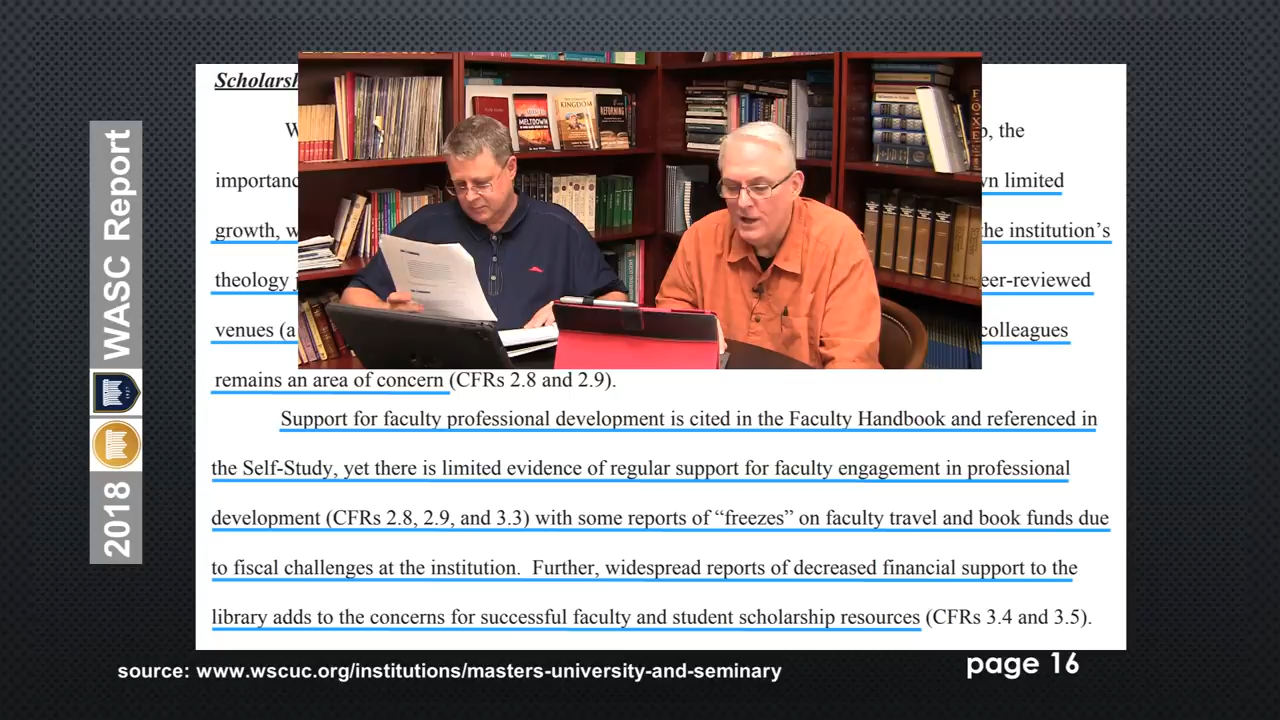 Scholarsh
W
o, the
importanc
wn limited
growth, w
the institution's
theology j
eer-reviewed
venues (a
colleagues
remains an area of concern (CFRs 2.8 and 2.9).
Support for faculty professional development is cited in the Faculty Handbook and referenced in
the Self-Study, yet there is limited evidence of regular support for faculty engagement in professional
development (CFRs 2.8, 2.9, and 3.3) with some reports of “freezes” on faculty travel and book funds due
to fiscal challenges at the institution. Further, widespread reports of decreased financial support to the
library adds to the concerns for successful faculty and student scholarship resources (CFRs 3.4 and 3.5).
2018 WASC Report
MELTDOWN
KINGDOM
REFORMING
FOXE
source: www.wscuc.org/institutions/masters-university-and-seminary
page 16